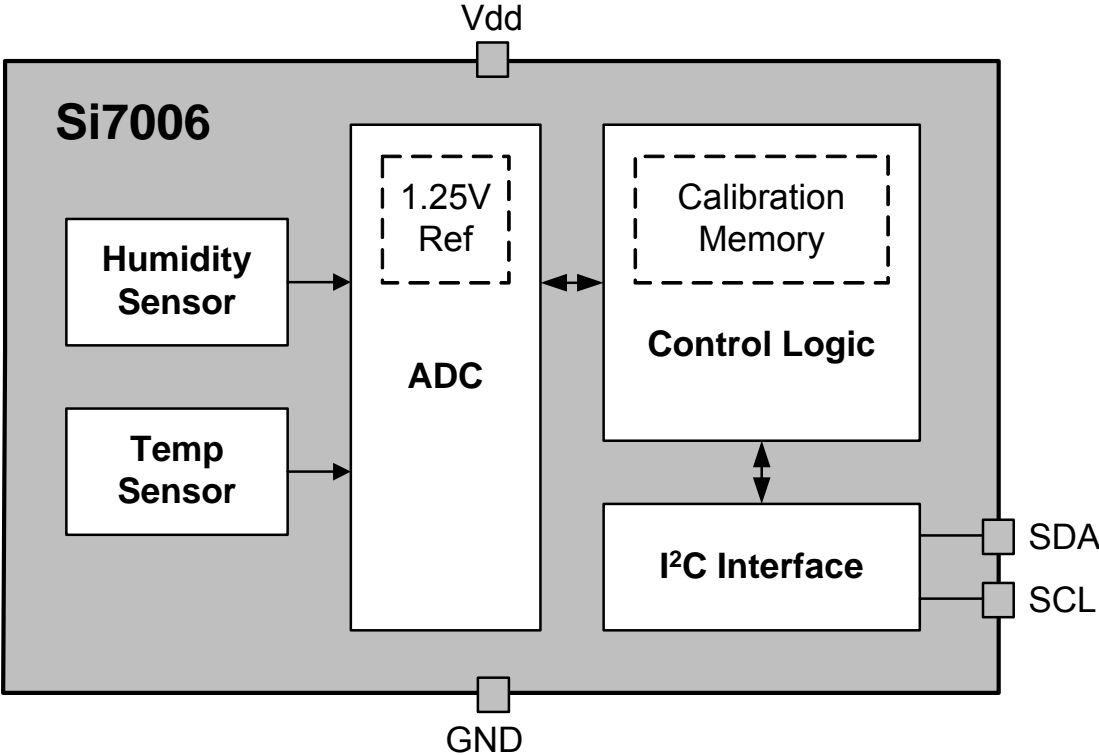 Vdd
Si7006
1.25V
Ref
Calibration
Memory
Humidity
Sensor
ADC
Control Logic
Temp
Sensor
I²C Interface
SDA
SCL
GND